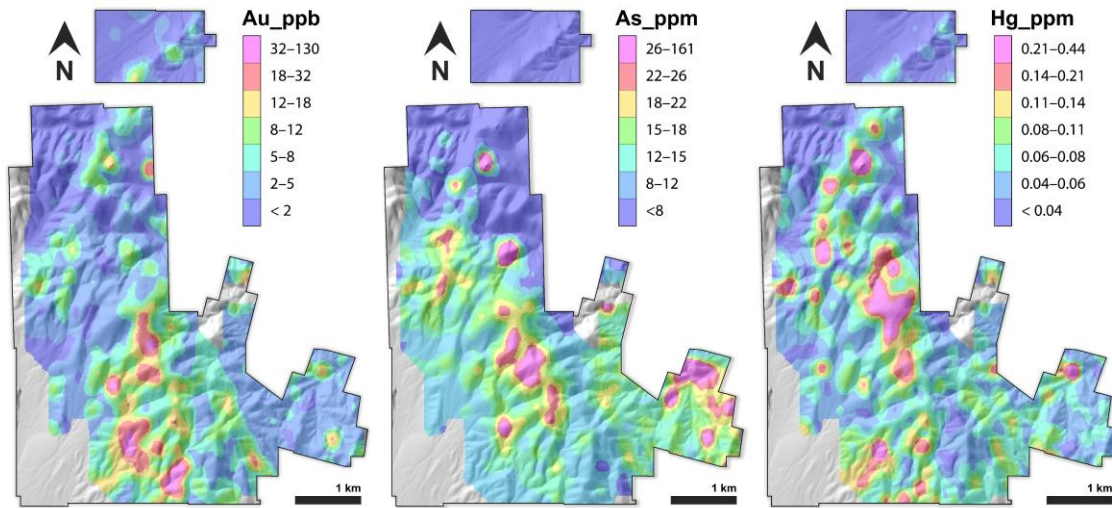 Au_ppb
N
32–130
18–32
12–18
8–12
5–8
2–5
< 2
1 km
As_ppm
N
26–161
22–26
18–22
15–18
12–15
8–12
<8
1 km
Hg_ppm
N
0.21–0.44
0.14–0.21
0.11–0.14
0.08–0.11
0.06–0.08
0.04–0.06
< 0.04
1 km